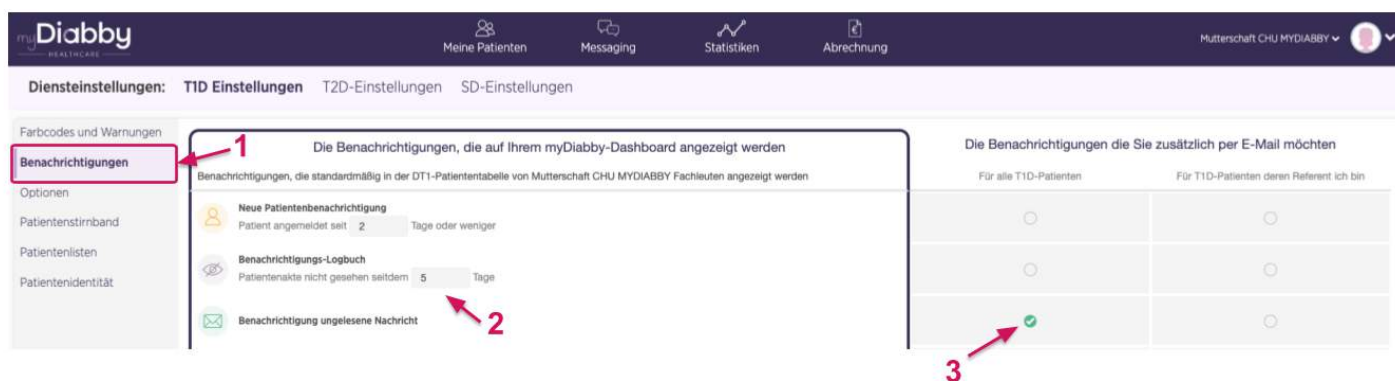 myDiabby
HEALTHCARE
Meine Patienten
Messaging
Statistiken
Abrechnung
Mutterschaft CHU MYDIABBY
Diensteinstellungen: T1D Einstellungen T2D-Einstellungen SD-Einstellungen
Farbcodes und Warnungen
Benachrichtigungen
Optionen
Patientenstirnband
Patientenlisten
Patientenidentität
1
Die Benachrichtigungen, die auf Ihrem myDiabby-Dashboard angezeigt werden
Benachrichtigungen, die standardmäßig in der DT1-Patiententabelle von Mutterschaft CHU MYDIABBY Fachleuten angezeigt werden
Neue Patientenbenachrichtigung
Patient angemeldet seit 2 Tage oder weniger
Benachrichtigungs-Logbuch
Patientenakte nicht gesehen seitdem 5 Tage
2
Benachrichtigung ungelesene Nachricht
Die Benachrichtigungen die Sie zusätzlich per E-Mail möchten
Für alle T1D-Patienten
Für T1D-Patienten deren Referent ich bin
3